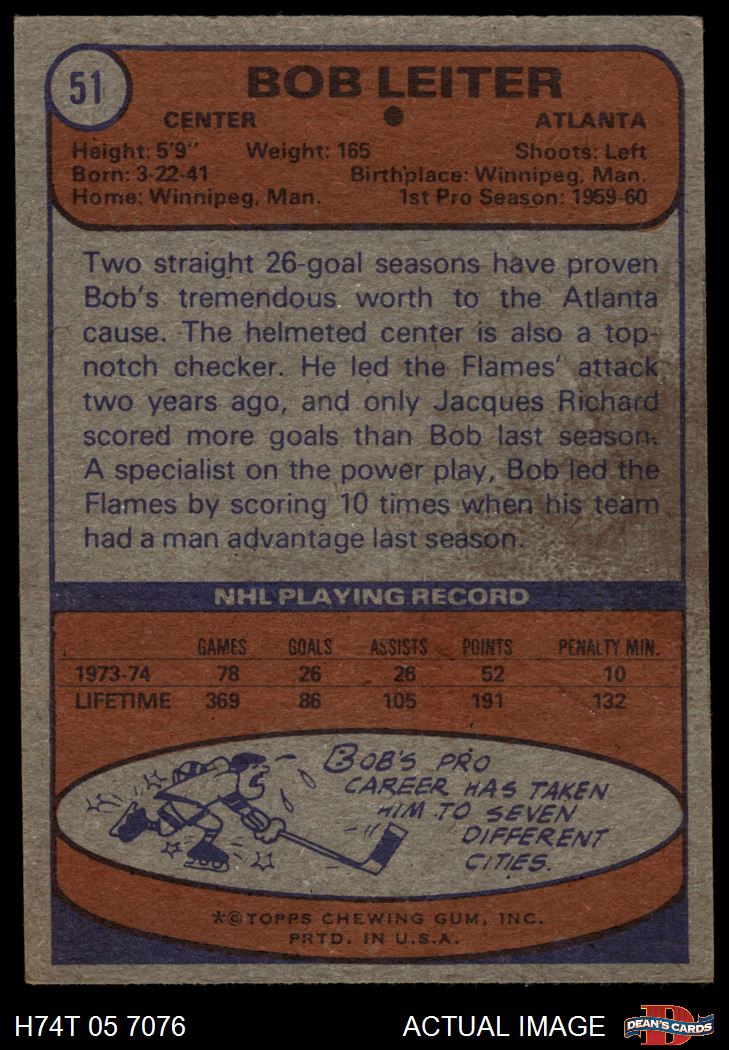 51
BOB LEITER
CENTER ATLANTA
Height: 5'9" Weight: 165 Shoots: Left
Born: 3-22-41 Birthplace: Winnipeg, Man.
Home: Winnipeg, Man. 1st Pro Season: 1959-60
Two straight 26-goal seasons have proven
Bob's tremendous worth to the Atlanta
cause. The helmeted center is also a top-
notch checker. He led the Flames' attack
two years ago, and only Jacques Richard
scored more goals than Bob last season.
A specialist on the power play, Bob led the
Flames by scoring 10 times when his team
had a man advantage last season.
NHL PLAYING RECORD
GAMES GOALS ASSISTS POINTS PENALTY MIN.
1973-74 78 26 26 52 10
LIFETIME 369 86 105 191 132
BOB'S PRO
CAREER HAS TAKEN
HIM TO SEVEN
DIFFERENT
CITIES.
*©TOPPS CHEWING GUM, INC.
PRTD. IN U.S.A.
H74T 05 7076 ACTUAL IMAGE D DEAN'S CARDS